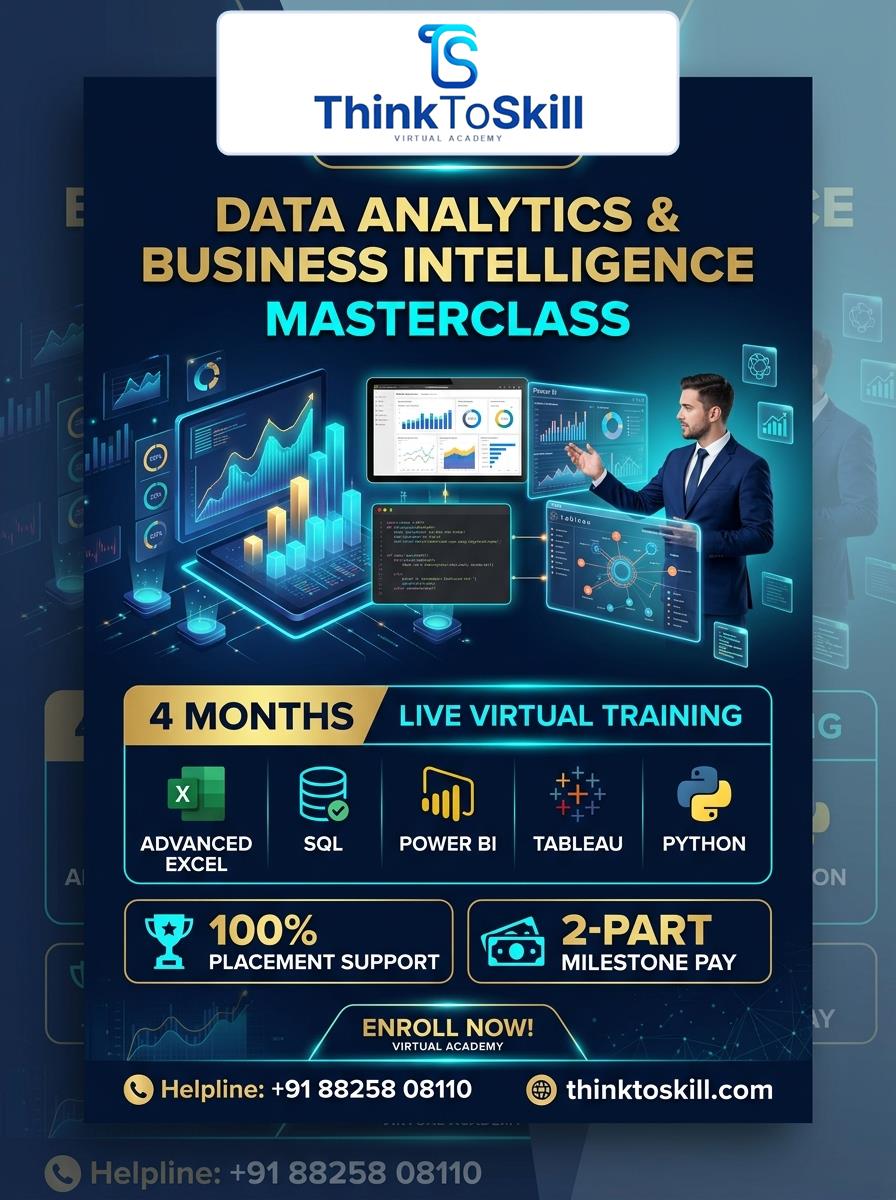 ThinkToSkill
VIRTUAL ACADEMY
DATA ANALYTICS &
BUSINESS INTELLIGENCE
MASTERCLASS
Power BI
Tableau
4 MONTHS
LIVE VIRTUAL TRAINING
X
ADVANCED
EXCEL
SQL
POWER BI
TABLEAU
PYTHON
100%
PLACEMENT SUPPORT
2-PART
MILESTONE PAY
ENROLL NOW!
VIRTUAL ACADEMY
Helpline: +91 88258 08110
thinktoskill.com
Helpline: +91 88258 08110